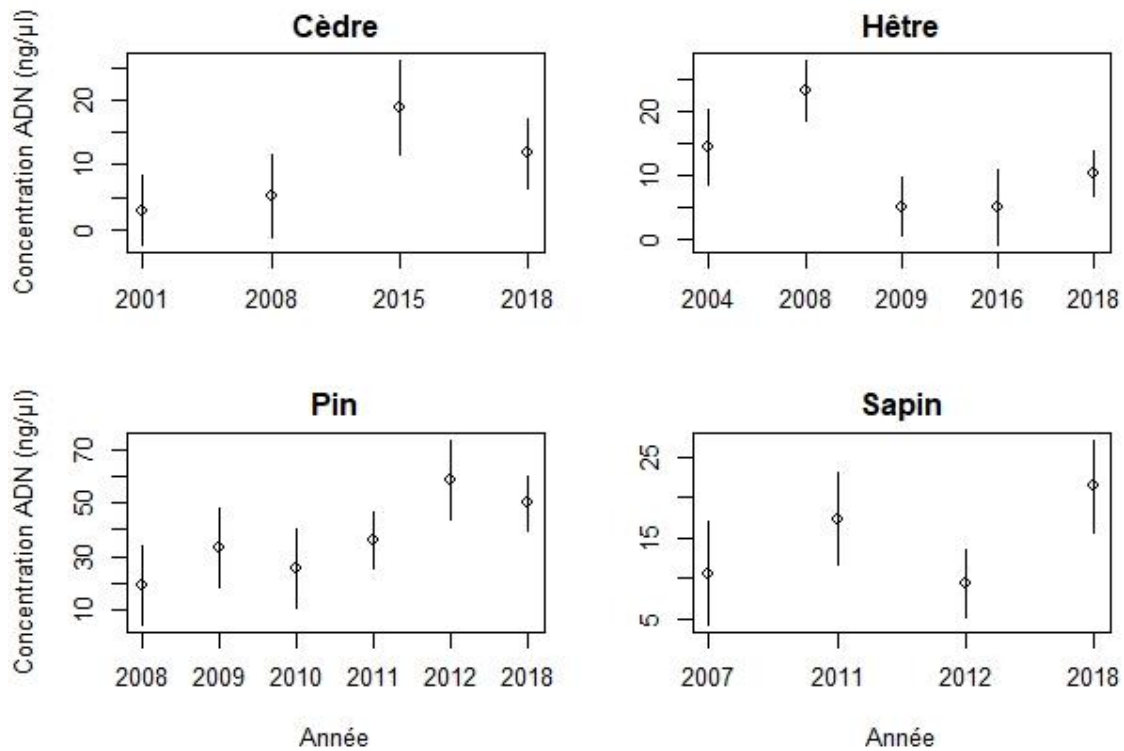 Cèdre
Concentration ADN (ng/µl)
20
10
0
2001 2008 2015 2018
Hêtre
20
10
0
2004 2008 2009 2016 2018
Pin
Concentration ADN (ng/µl)
70
50
30
10
2008 2009 2010 2011 2012 2018
Année
Sapin
25
15
5
2007 2011 2012 2018
Année